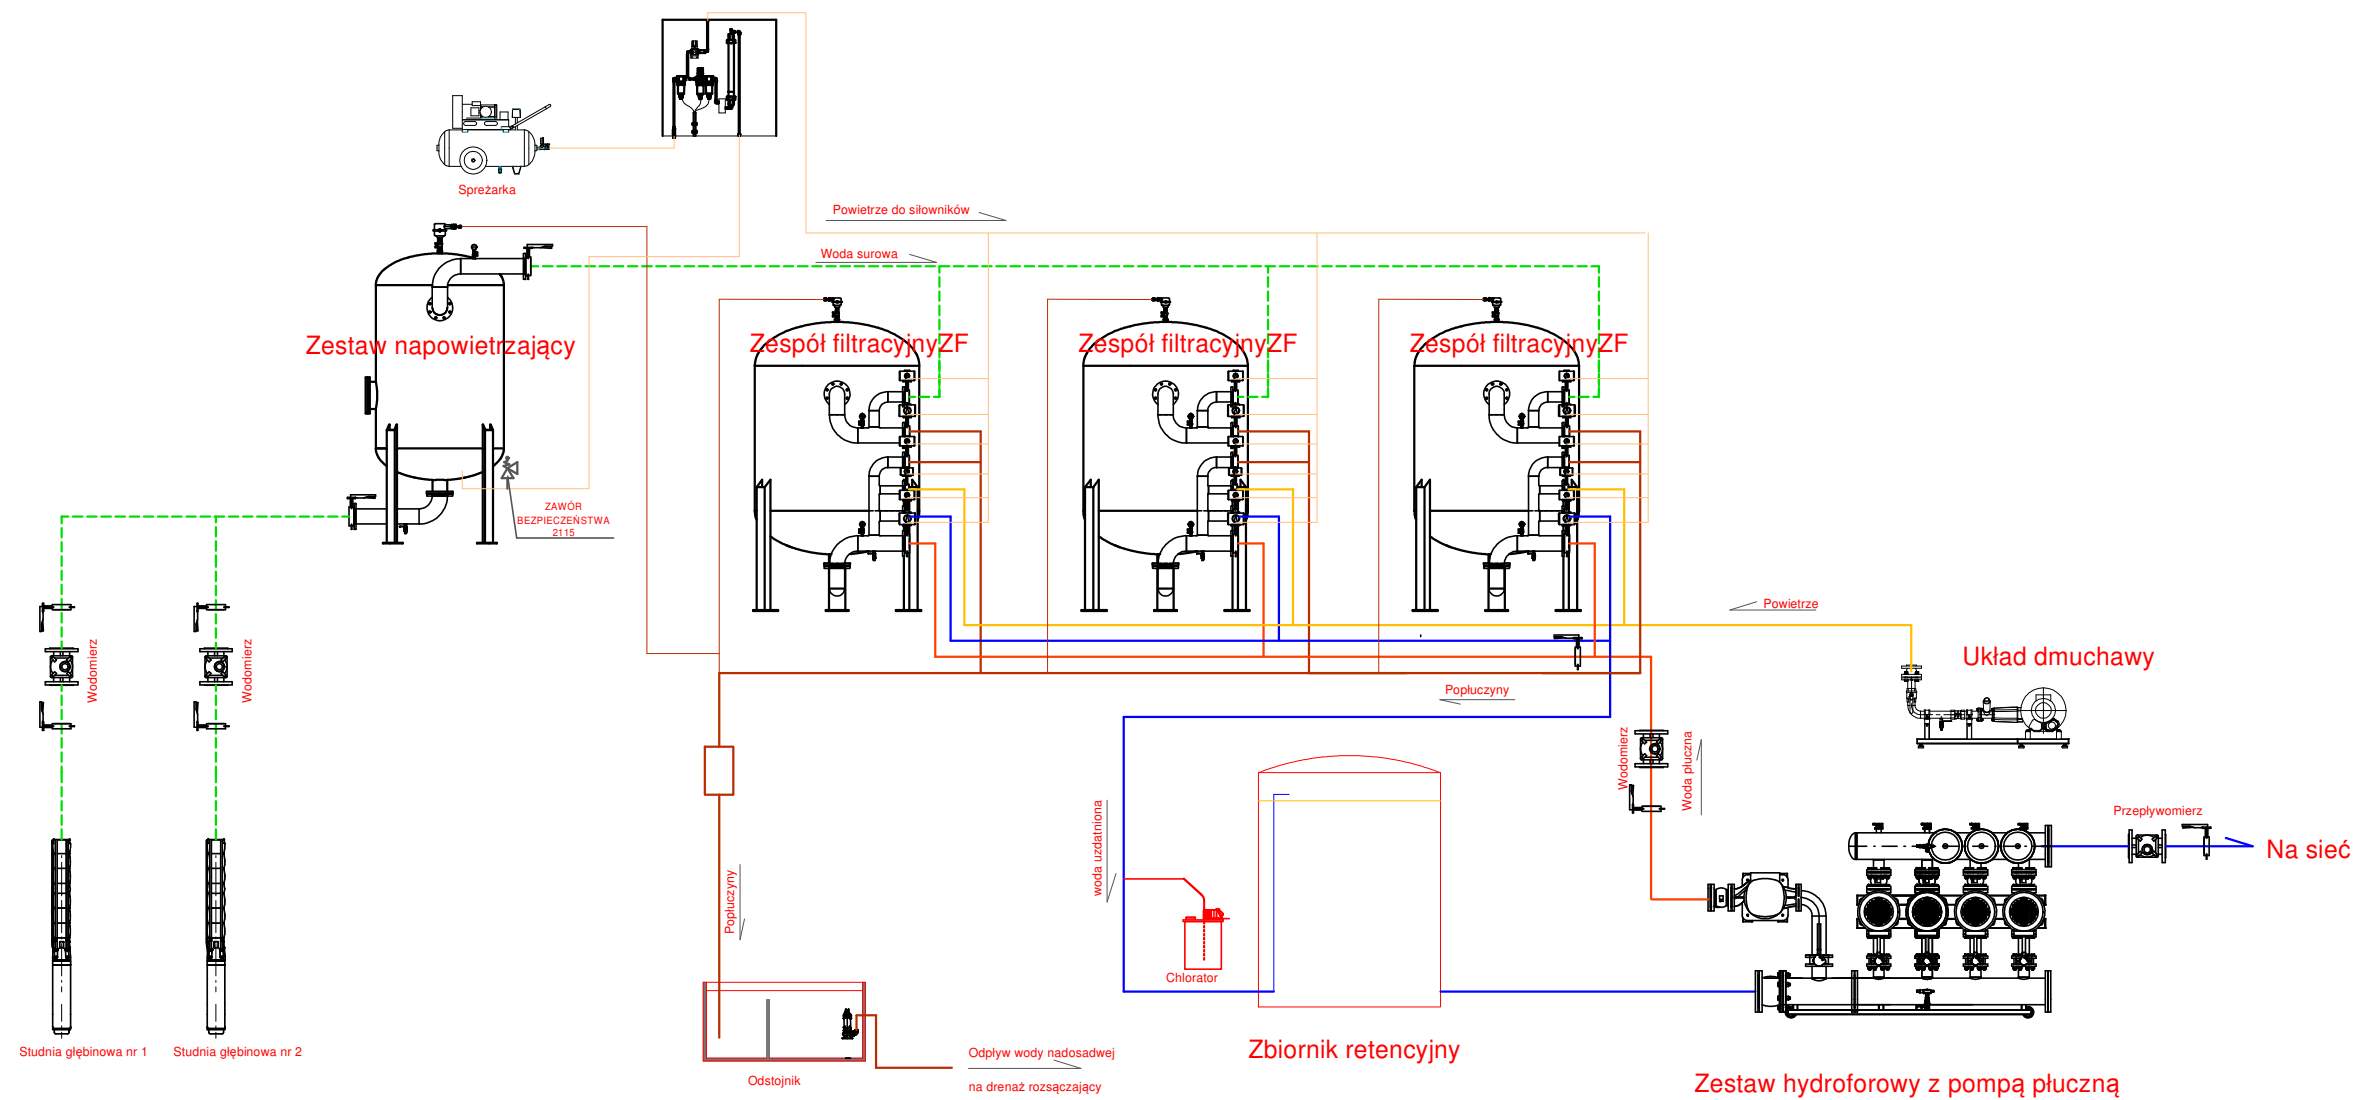 Spreżarka
Powietrze do siłowników
Woda surowa
Zestaw napowietrzający
Zespół filtracyjnyZF
Zespół filtracyjnyZF
Zespół filtracyjnyZF
ZAWÓR
BEZPIECZEŃSTWA
2115
Powietrze
Wodomierz
Wodomierz
Układ dmuchawy
Popłuczyny
Wodomierz
Woda płuczna
Przepływomierz
Na sieć
woda uzdatniona
Popłuczyny
Chlorator
Studnia głębinowa nr 1
Studnia głębinowa nr 2
Odpływ wody nadosadwej
na drenaż rozsączający
Odstojnik
Zbiornik retencyjny
Zestaw hydroforowy z pompą płuczną